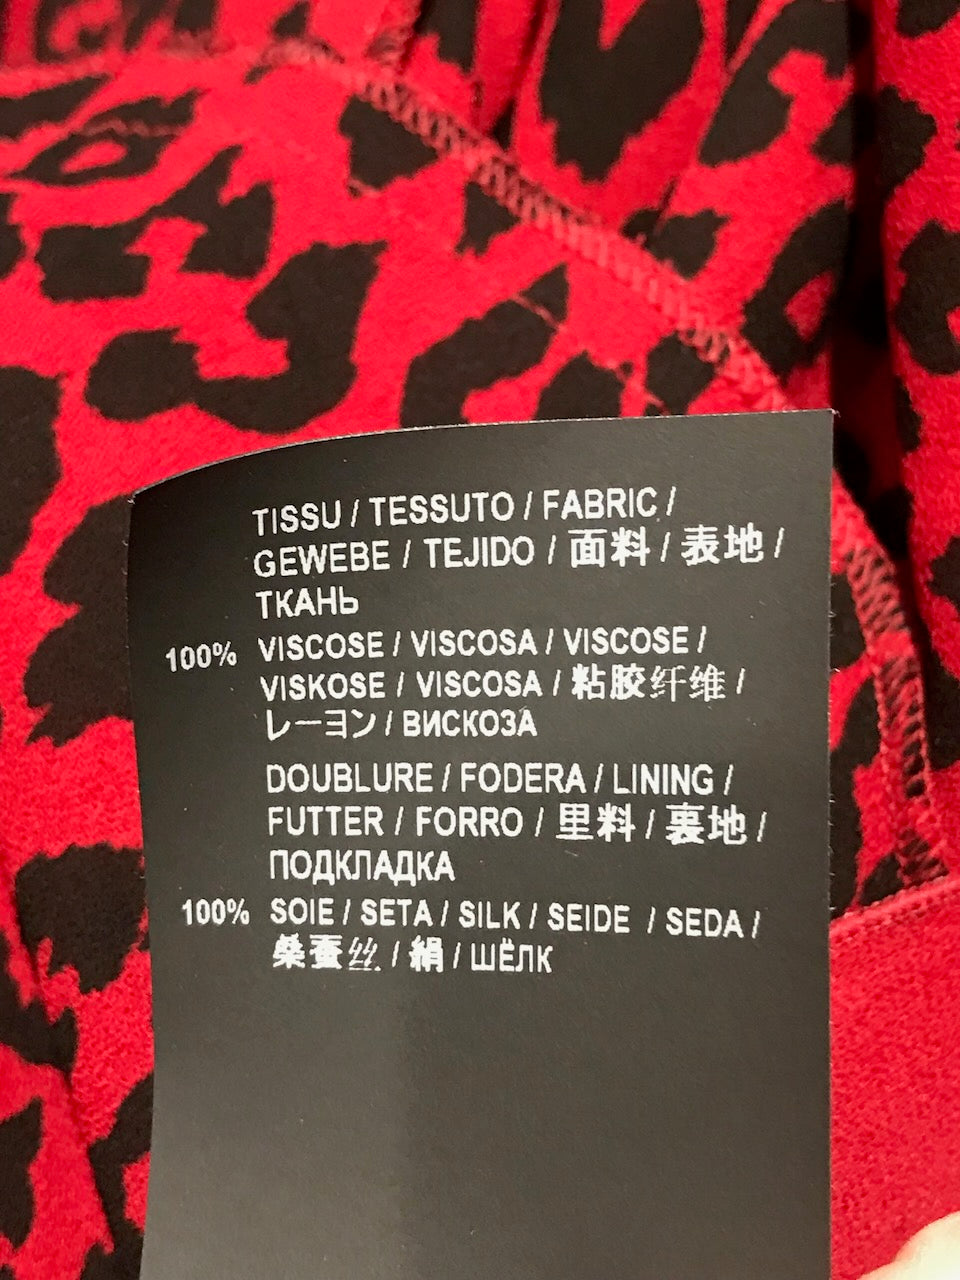 TISSU / TESSUTO / FABRIC /
GEWEBE / TEJIDO / 面料 / 表地 /
ТКАНЬ
100% VISCOSE / VISCOSA / VISCOSE /
VISKOSE / VISCOSA / 粘胶纤维 /
レーヨン / ВИСКОЗА
DOUBLURE / FODERA / LINING /
FUTTER / FORRO / 里料 / 裏地 /
ПОДКЛАДКА
100% SOIE / SETA / SILK / SEIDE / SEDA /
桑蚕丝 / 絹 / ШЁЛК